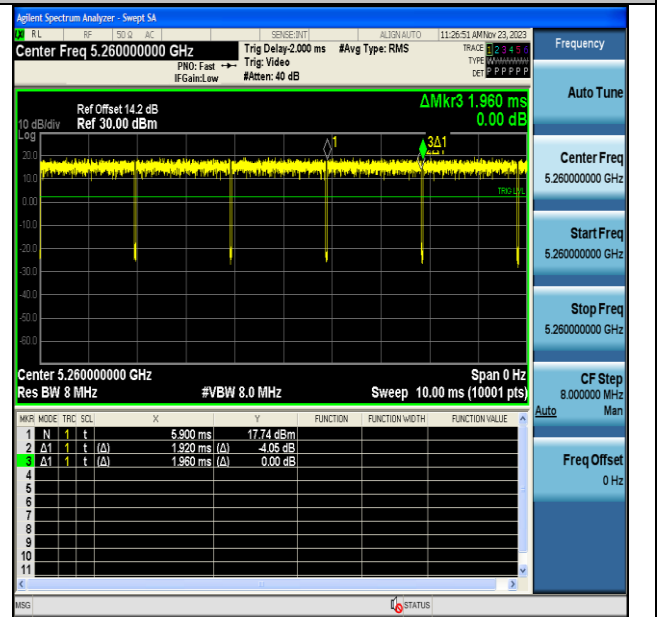 Agilent Spectrum Analyzer - Swept SA
RL RF 50 Ω AC SENSE:INT ALIGN AUTO 11:26:51 AM Nov 23, 2023
Center Freq 5.260000000 GHz Trig Delay-2.000 ms #Avg Type: RMS TRACE 1 2 3 4 5 6
PNO: Fast Trig: Video TYPE
IFGain:Low #Atten: 40 dB DET P P P P P P
Ref Offset 14.2 dB ΔMkr3 1.960 ms
10 dB/div Ref 30.00 dBm 0.00 dB
Log
1
3Δ1
20.0
10.0
TRIG LVL
0.00
-10.0
-20.0
-30.0
-40.0
-50.0
-60.0
Center 5.260000000 GHz Span 0 Hz
Res BW 8 MHz #VBW 8.0 MHz Sweep 10.00 ms (10001 pts)
MKR MODE TRC SCL X Y FUNCTION FUNCTION WIDTH FUNCTION VALUE
1 N 1 t 5.900 ms 17.74 dBm
2 Δ1 1 t (Δ) 1.920 ms (Δ) -4.05 dB
3 Δ1 1 t (Δ) 1.960 ms (Δ) 0.00 dB
4
5
6
7
8
9
10
11
MSG STATUS
Frequency
Auto Tune
Center Freq
5.260000000 GHz
Start Freq
5.260000000 GHz
Stop Freq
5.260000000 GHz
CF Step
8.000000 MHz
Auto Man
Freq Offset
0 Hz